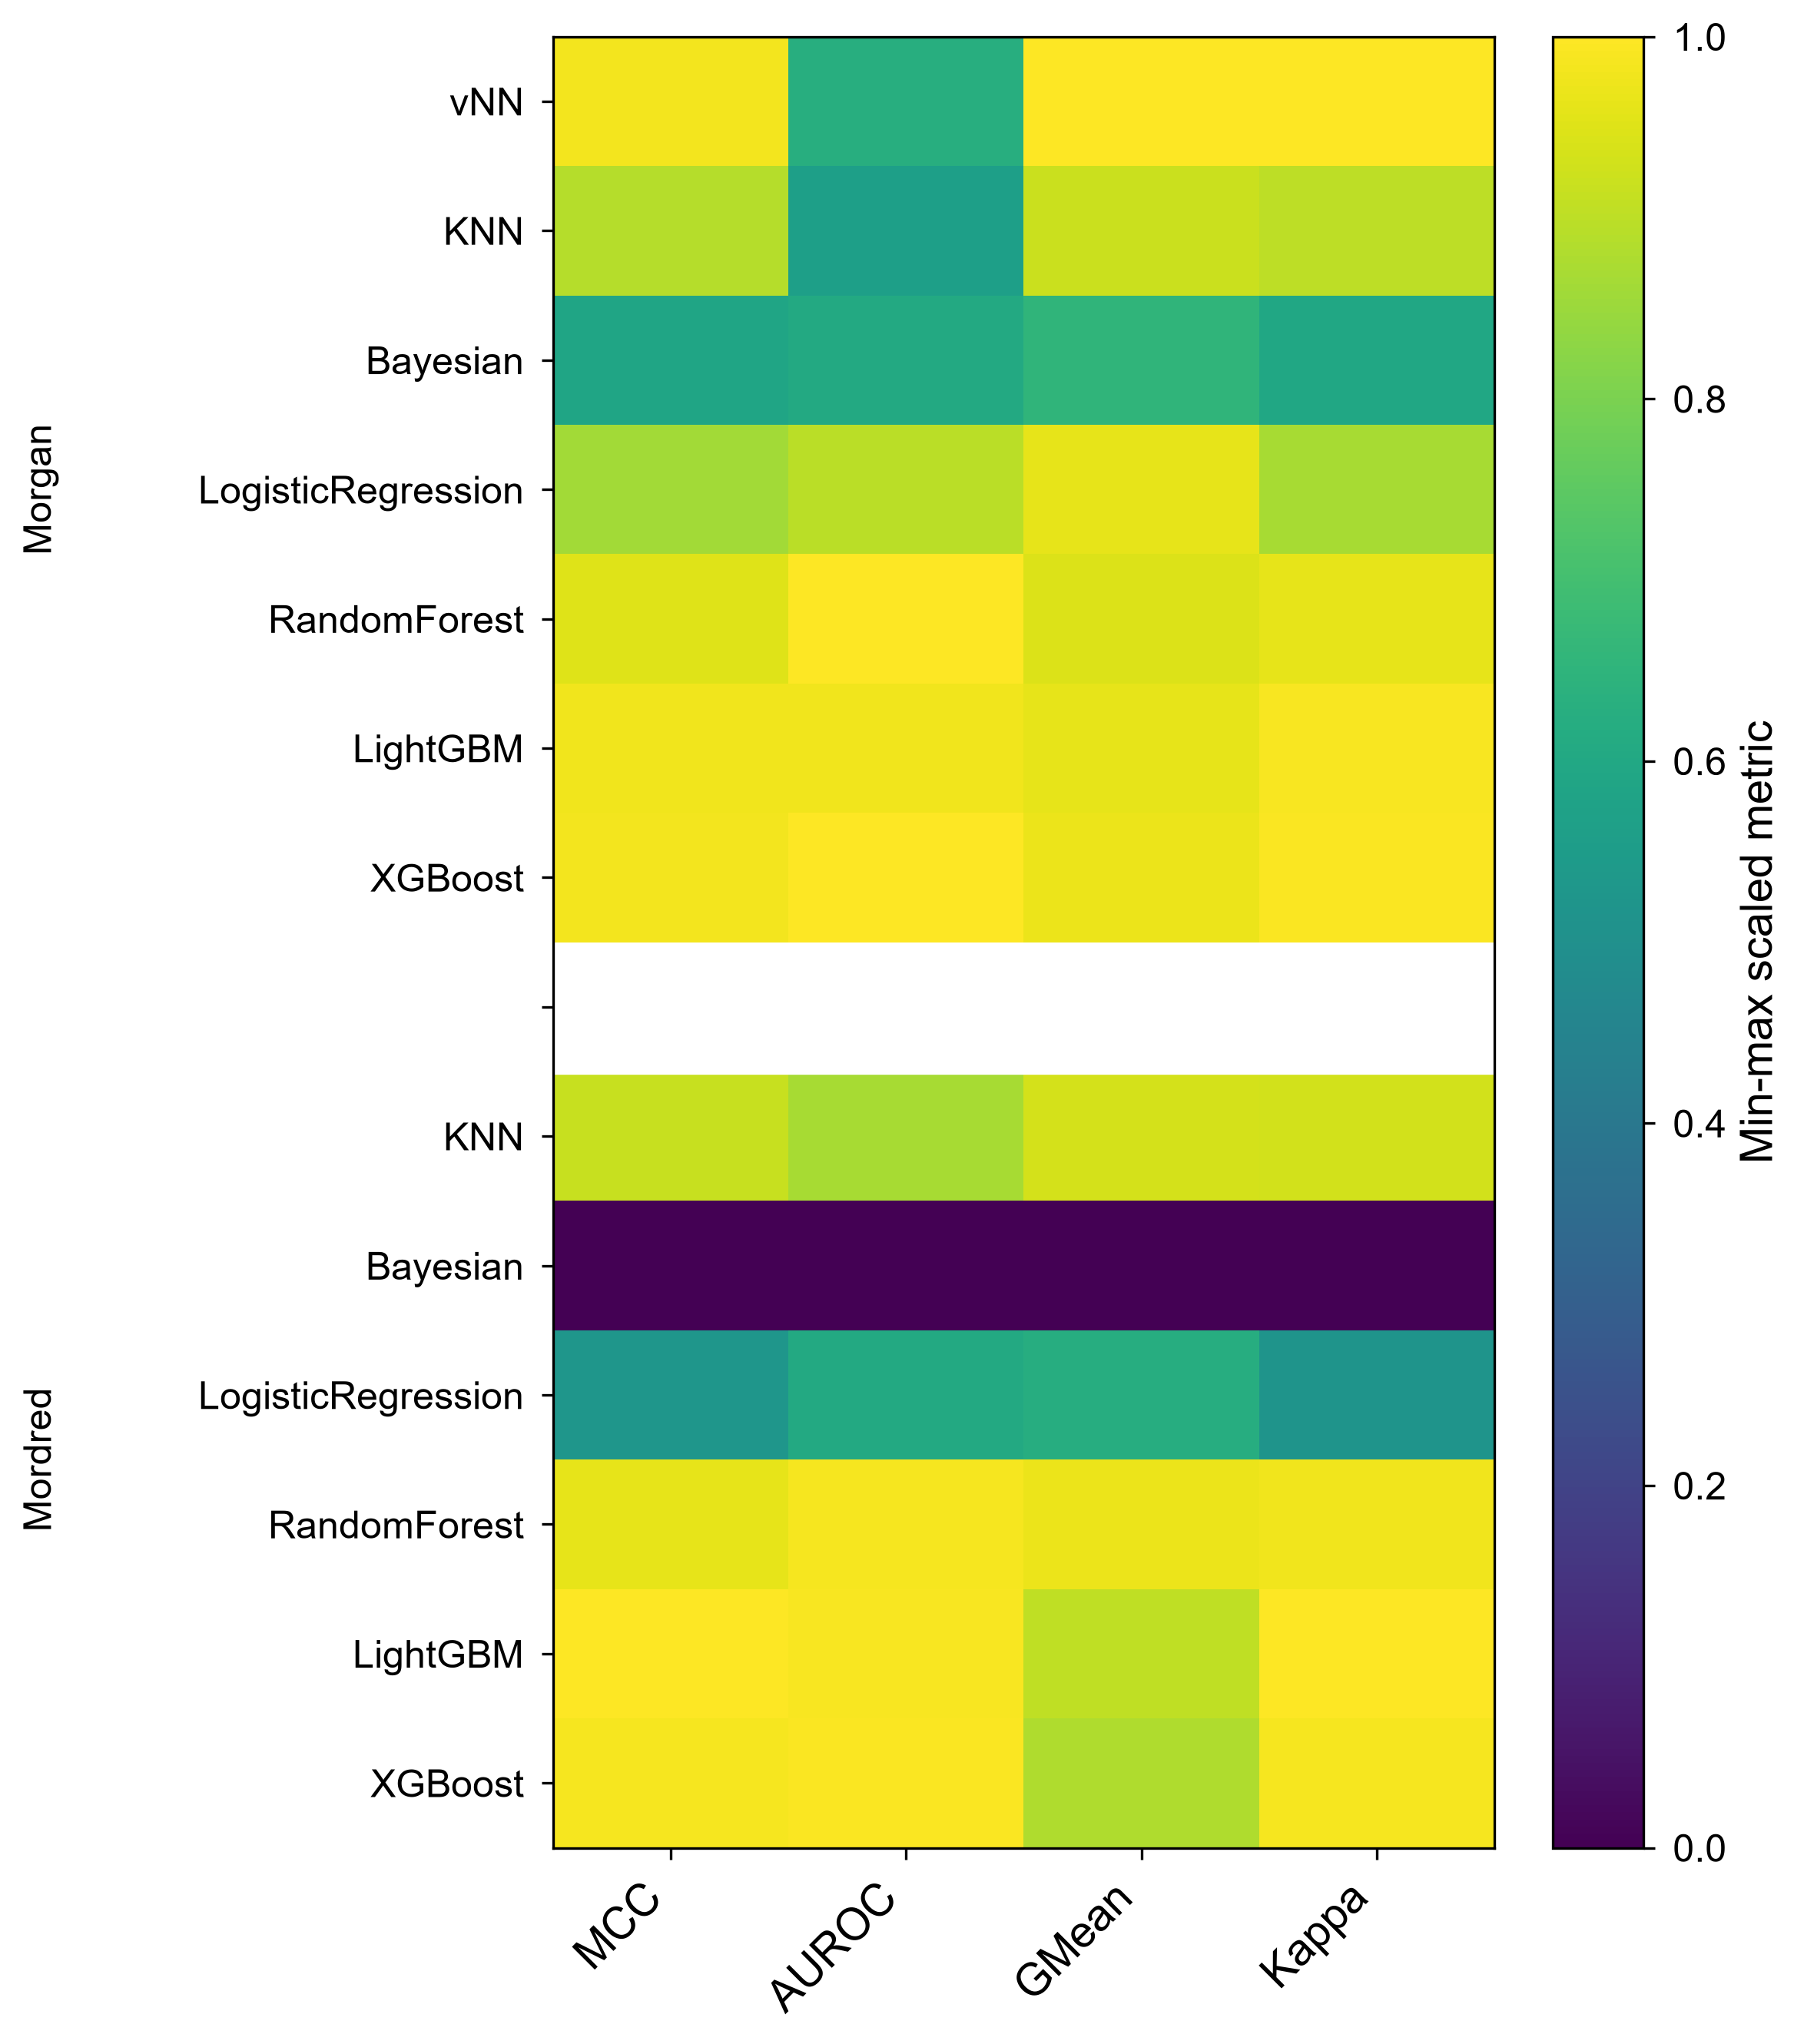 Morgan
vNN
KNN
Bayesian
LogisticRegression
RandomForest
LightGBM
XGBoost
Mordred
KNN
Bayesian
LogisticRegression
RandomForest
LightGBM
XGBoost
MCC
AUROC
GMean
Kappa
1.0
0.8
0.6
0.4
0.2
0.0
Min-max scaled metric